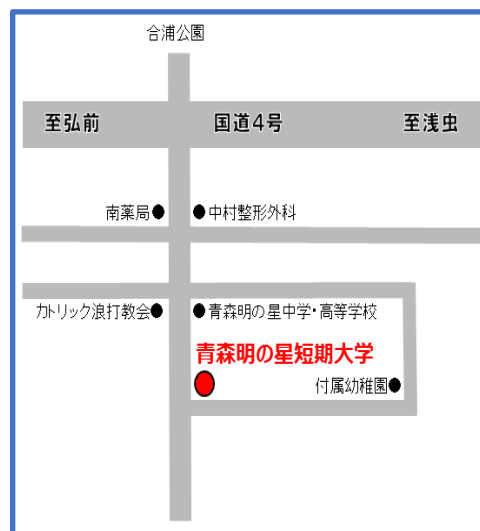 合浦公園
至弘前
国道4号
至浅虫
南薬局
中村整形外科
カトリック浪打教会
青森明の星中学・高等学校
青森明の星短期大学
付属幼稚園